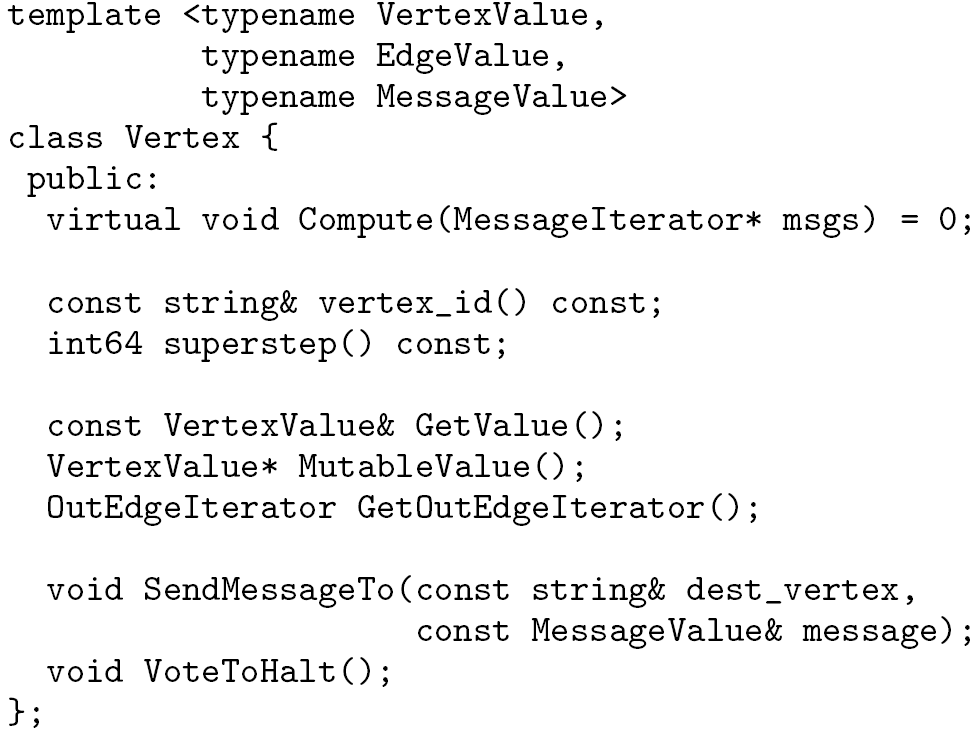 template <typename VertexValue,
          typename EdgeValue,
          typename MessageValue>
class Vertex {
 public:
  virtual void Compute(MessageIterator* msgs) = 0;

  const string& vertex_id() const;
  int64 superstep() const;

  const VertexValue& GetValue();
  VertexValue* MutableValue();
  OutEdgeIterator GetOutEdgeIterator();

  void SendMessageTo(const string& dest_vertex,
                     const MessageValue& message);
  void VoteToHalt();
};